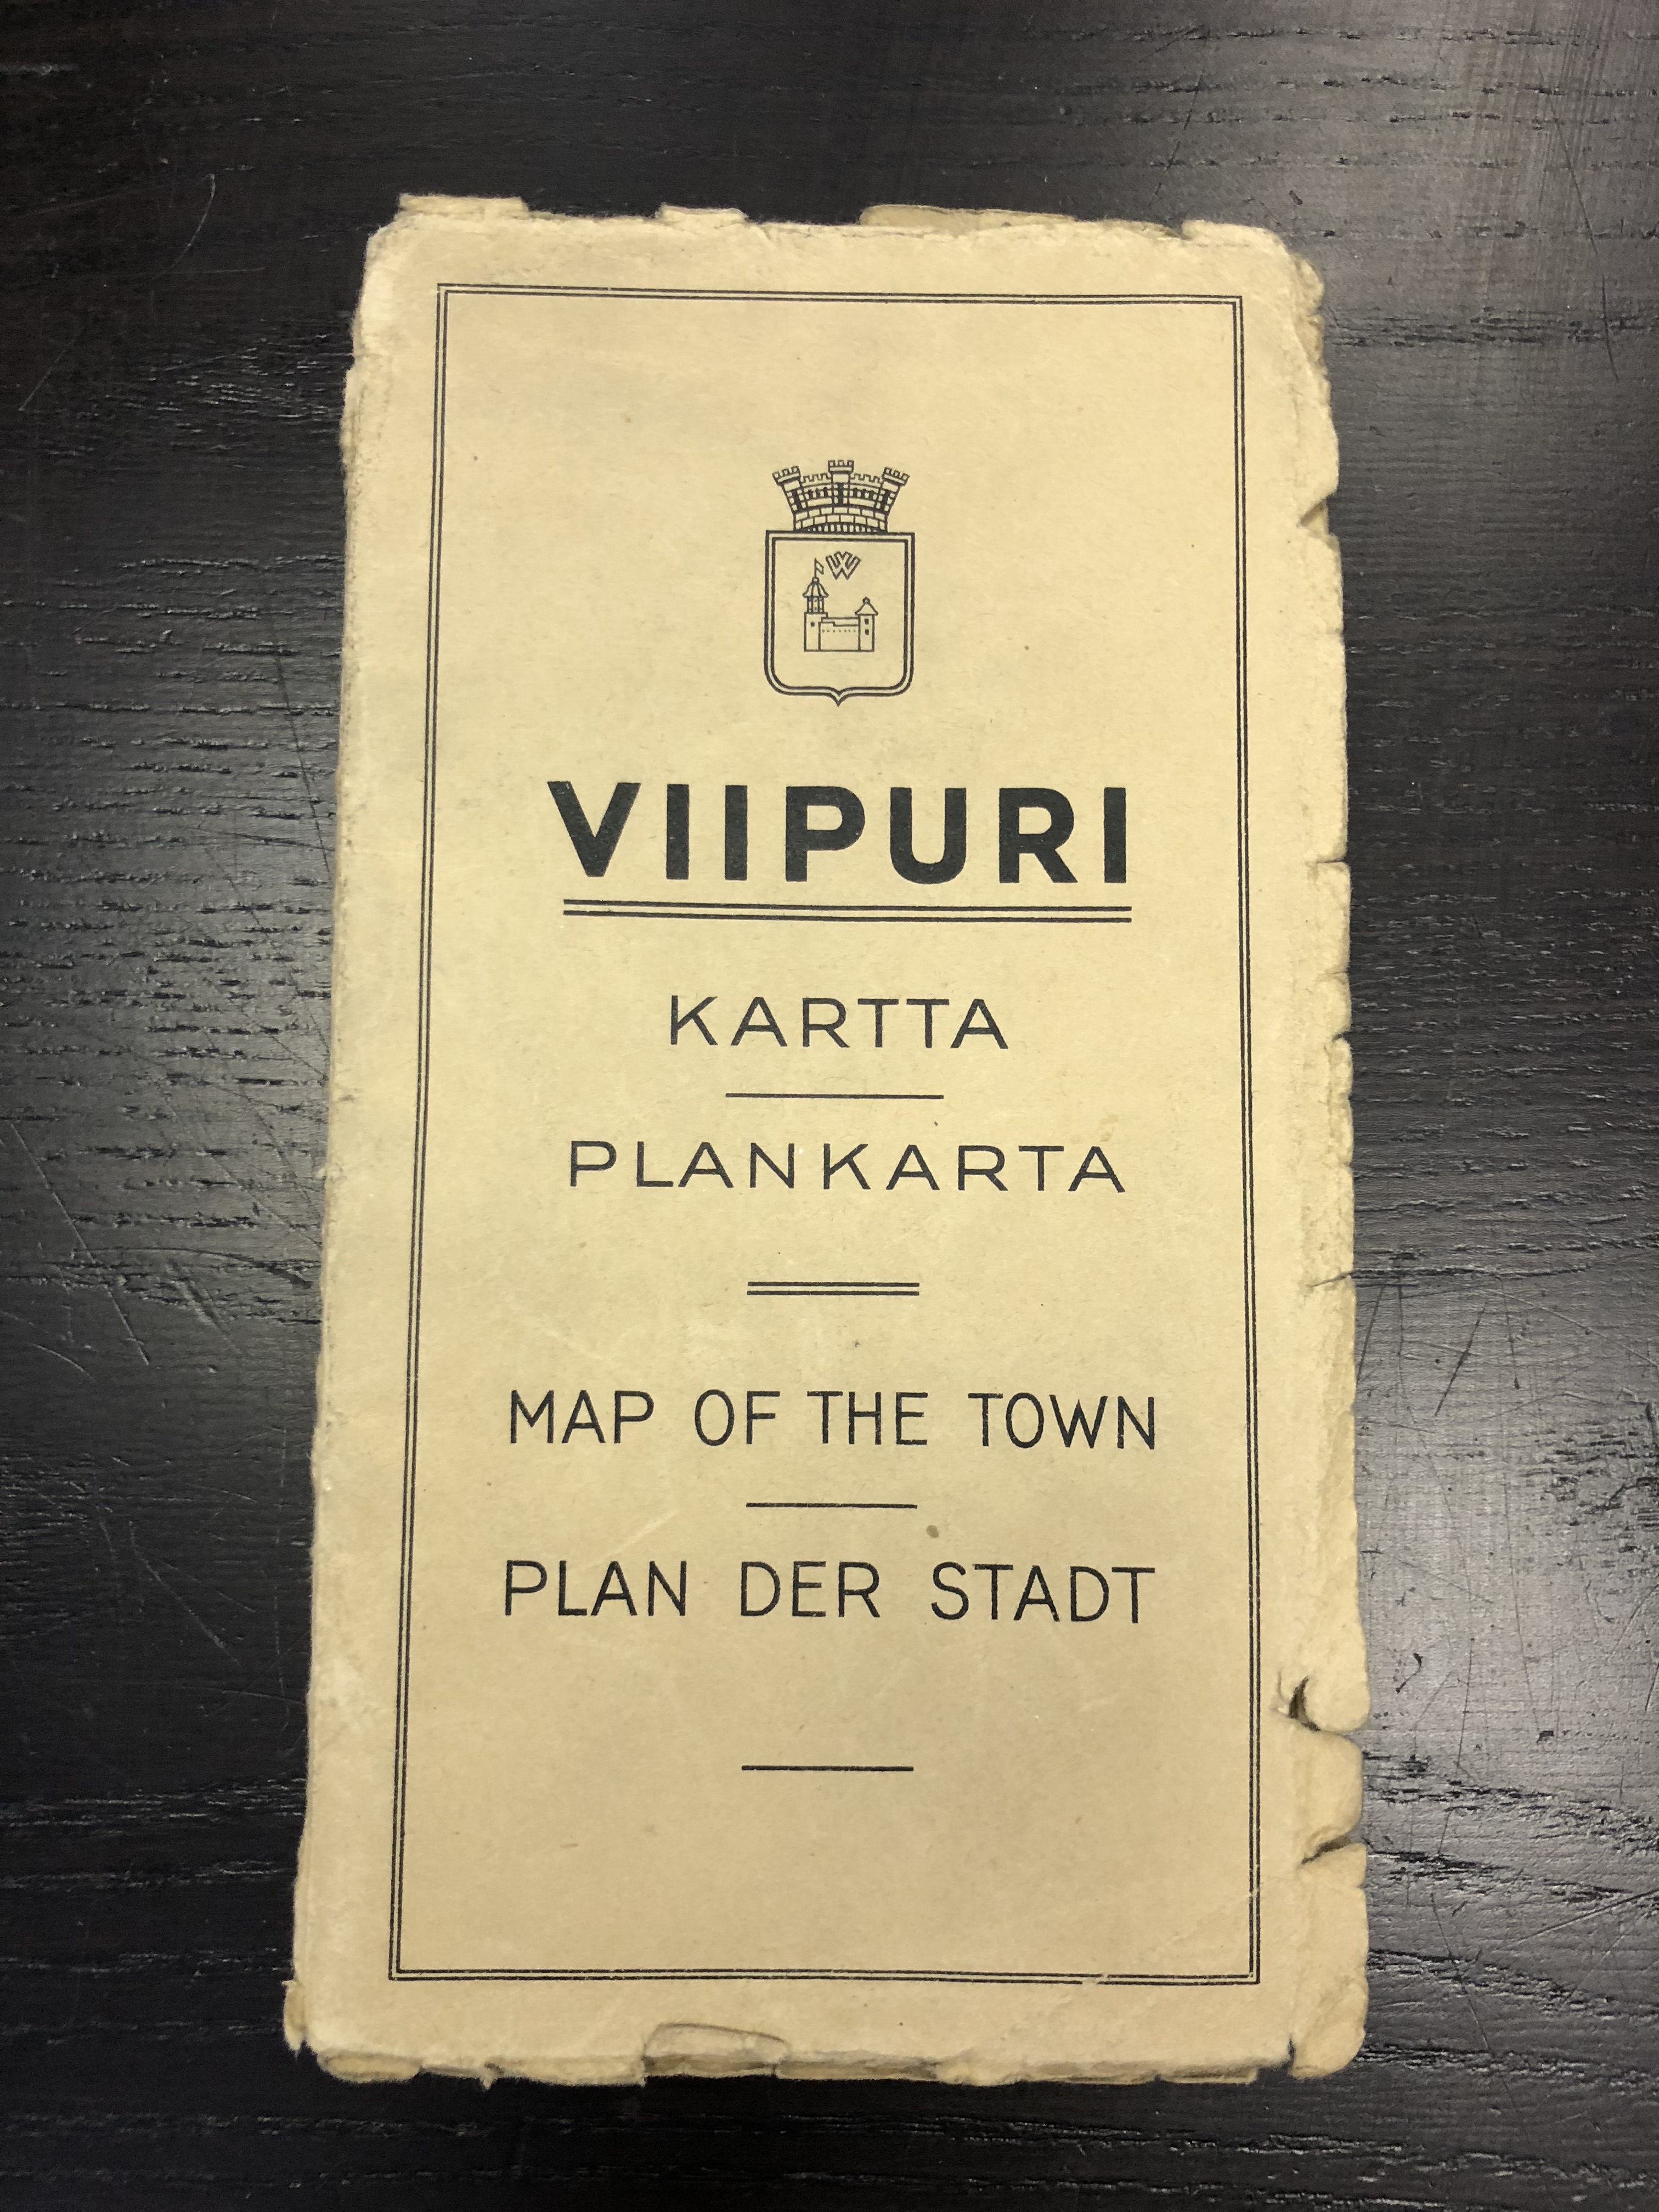 W
VIIPURI
KARTTA
PLANKARTA
MAP OF THE TOWN
PLAN DER STADT